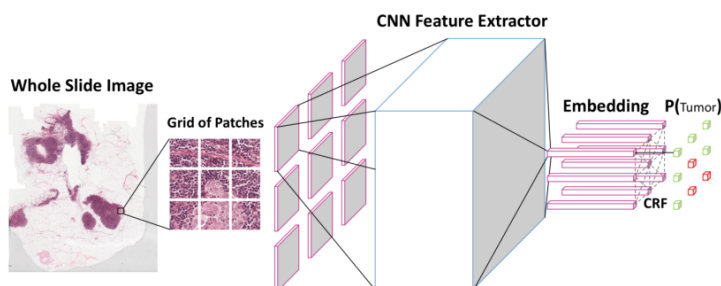 CNN Feature Extractor
Whole Slide Image
Grid of Patches
Embedding
P(Tumor)
CRF